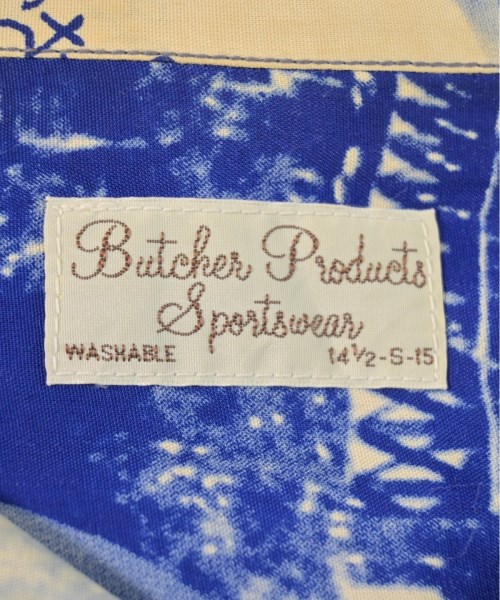 Butcher Products
Sportswear
WASHABLE 14½-S-15